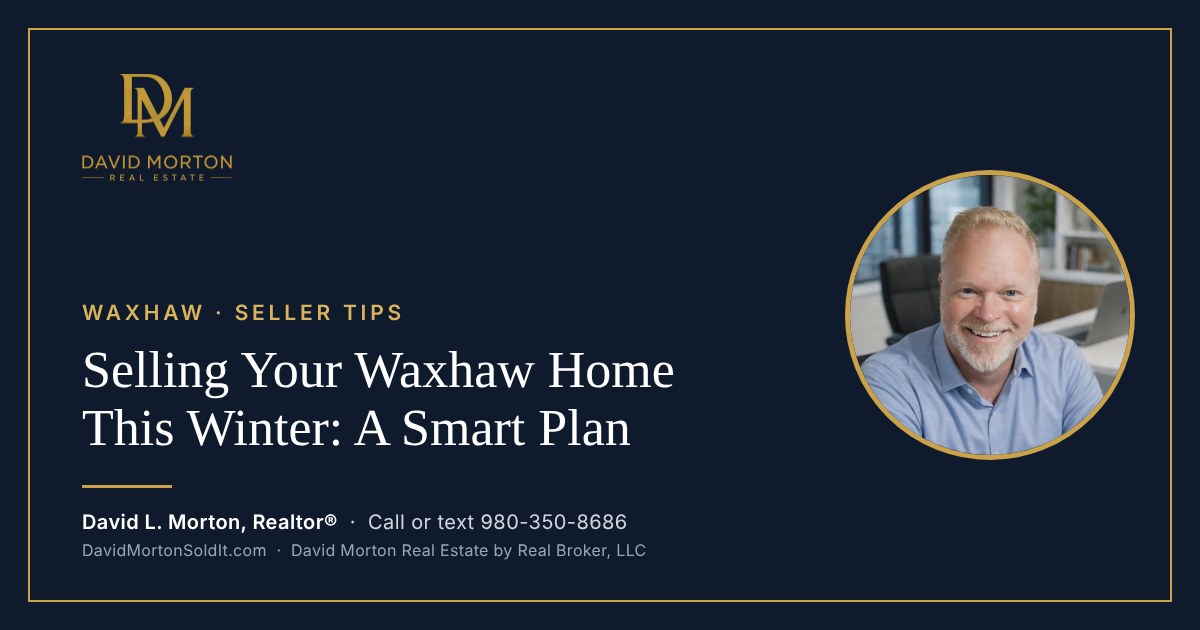 DM
DAVID MORTON
REAL ESTATE
WAXHAW · SELLER TIPS
Selling Your Waxhaw Home
This Winter: A Smart Plan
David L. Morton, Realtor® · Call or text 980-350-8686
DavidMortonSoldIt.com · David Morton Real Estate by Real Broker, LLC